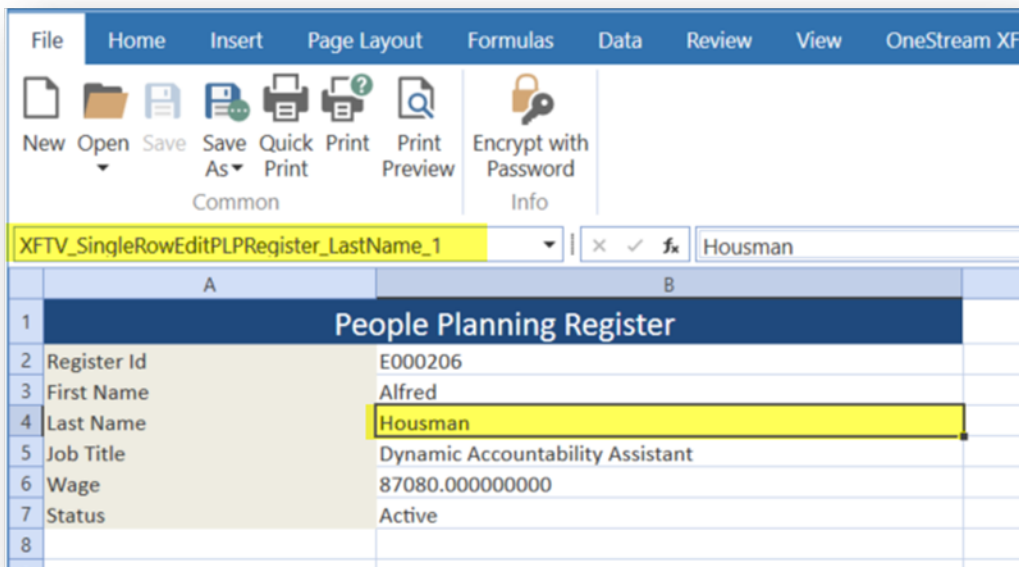 File Home Insert Page Layout Formulas Data Review View OneStream XF
New Open Save Save As Quick Print Print Print Preview Encrypt with Password
Common Info
XFTV_SingleRowEditPLPRegister_LastName_1 fx Housman
A B
1 People Planning Register
2 Register Id E000206
3 First Name Alfred
4 Last Name Housman
5 Job Title Dynamic Accountability Assistant
6 Wage 87080.000000000
7 Status Active
8